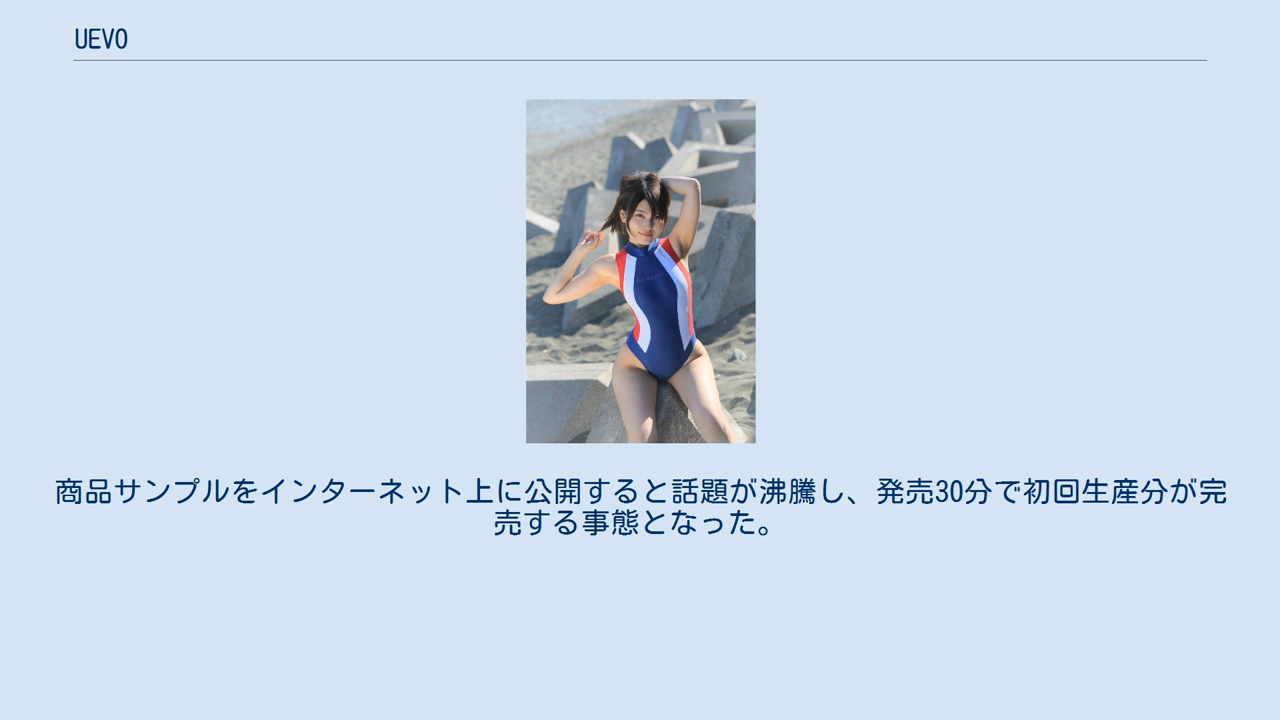 UEVO
商品サンプルをインターネット上に公開すると話題が沸騰し、発売30分で初回生産分が完
売する事態となった。